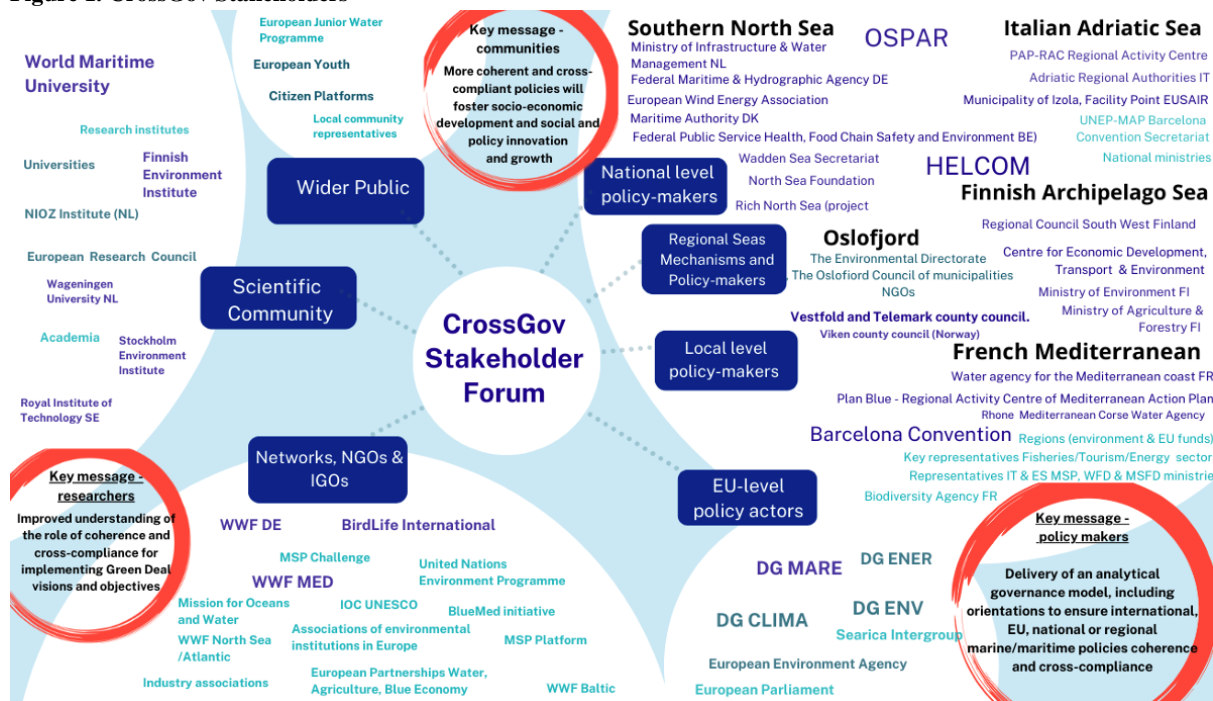 Figure 1: CrossGov Stakeholders
World Maritime
University
Research institutes
Universities
Finnish
Environment
Institute
NIOZ Institute (NL)
European Research Council
Wageningen
University NL
Academia
Stockholm
Environment
Institute
Royal Institute of
Technology SE
European Junior Water
Programme
European Youth
Citizen Platforms
Local community
representatives
Key message -
communities
More coherent and cross-
compliant policies will
foster socio-economic
development and social and
policy innovation
and growth
Wider Public
Scientific
Community
Networks, NGOs &
IGOs
CrossGov
Stakeholder
Forum
National level
policy-makers
Regional Seas
Mechanisms and
Policy-makers
Local level
policy-makers
EU-level
policy actors
Southern North Sea
Ministry of Infrastructure & Water
Management NL
Federal Maritime & Hydrographic Agency DE
European Wind Energy Association
Maritime Authority DK
Federal Public Service Health, Food Chain Safety and Environment BE)
Wadden Sea Secretariat
North Sea Foundation
Rich North Sea (project
OSPAR
HELCOM
Italian Adriatic Sea
PAP-RAC Regional Activity Centre
Adriatic Regional Authorities IT
Municipality of Izola, Facility Point EUSAIR
UNEP-MAP Barcelona
Convention Secretariat
National ministries
Finnish Archipelago Sea
Regional Council South West Finland
Centre for Economic Development,
Transport & Environment
Ministry of Environment FI
Ministry of Agriculture &
Forestry FI
Oslofjord
The Environmental Directorate
The Oslofiord Council of municipalities
NGOs
Vestfold and Telemark county council.
Viken county council (Norway)
French Mediterranean
Water agency for the Mediterranean coast FR
Plan Blue - Regional Activity Centre of Mediterranean Action Plan
Rhone Mediterranean Corse Water Agency
Barcelona Convention
Regions (environment & EU funds)
Key representatives Fisheries/Tourism/Energy sector
Representatives IT & ES MSP, WFD & MSFD ministrie
Biodiversity Agency FR
Key message -
researchers
Improved understanding of
the role of coherence and
cross-compliance for
implementing Green Deal
visions and objectives
WWF DE
BirdLife International
MSP Challenge
United Nations
Environment Programme
WWF MED
Mission for Oceans
and Water
IOC UNESCO
BlueMed initiative
WWF North Sea
/Atlantic
Associations of environmental
institutions in Europe
MSP Platform
Industry associations
European Partnerships Water,
Agriculture, Blue Economy
WWF Baltic
DG MARE
DG ENER
DG CLIMA
DG ENV
Searica Intergroup
European Environment Agency
European Parliament
Key message -
policy makers
Delivery of an analytical
governance model, including
orientations to ensure international,
EU, national or regional
marine/maritime policies coherence
and cross-compliance